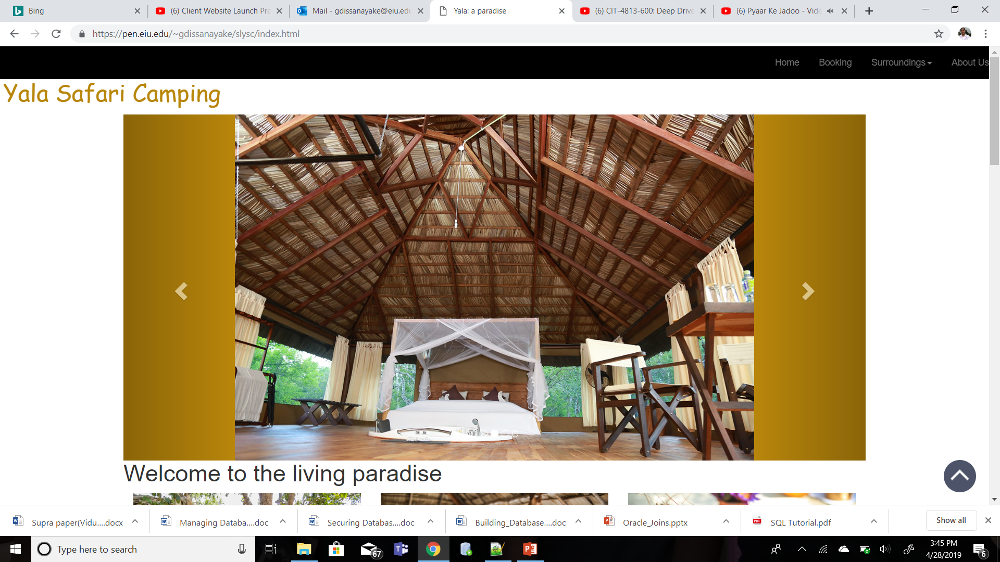 Bing
(6) Client Website Launch Pre
Mail - gdissanayake@eiu.edu
Yala: a paradise
(6) CIT-4813-600: Deep Drive
(6) Pyaar Ke Jadoo - Vide
https://pen.eiu.edu/~gdissanayake/slysc/index.html
Home Booking Surroundings About Us
Yala Safari Camping
Welcome to the living paradise
Supra paper(Vidu....docx
Managing Databa....doc
Securing Databas....doc
Building_Database....doc
Oracle_Joins.pptx
SQL Tutorial.pdf
Show all
Type here to search
67
3:45 PM
4/28/2019
6